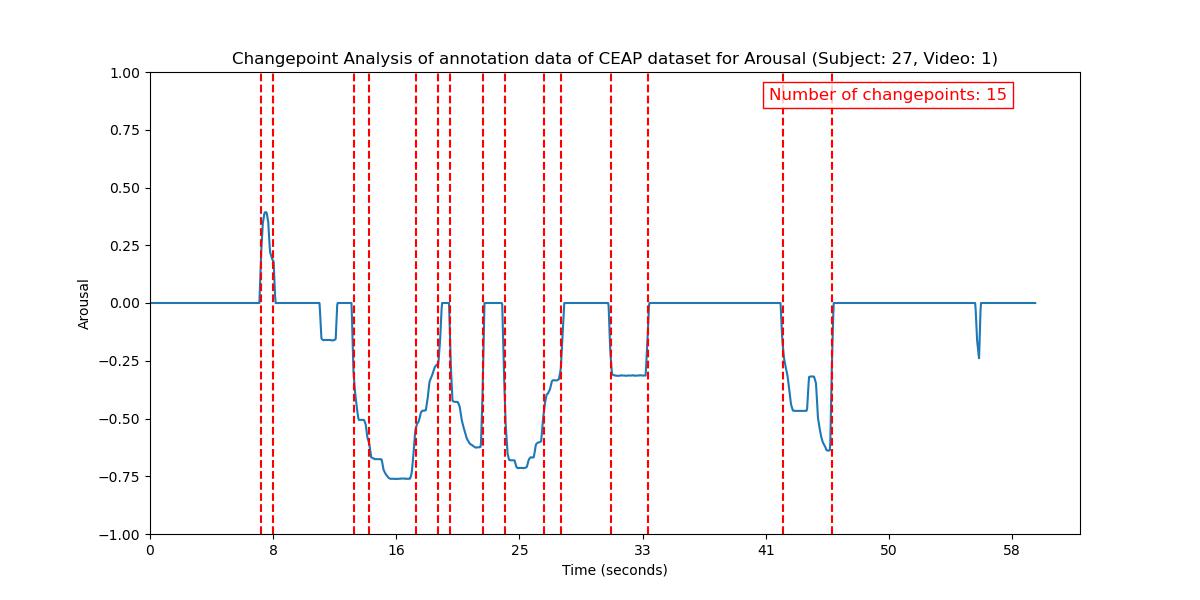 Changepoint Analysis of annotation data of CEAP dataset for Arousal (Subject: 27, Video: 1)
Number of changepoints: 15
1.00
0.75
0.50
0.25
0.00
−0.25
−0.50
−0.75
−1.00
Arousal
0 8 16 25 33 41 50 58
Time (seconds)